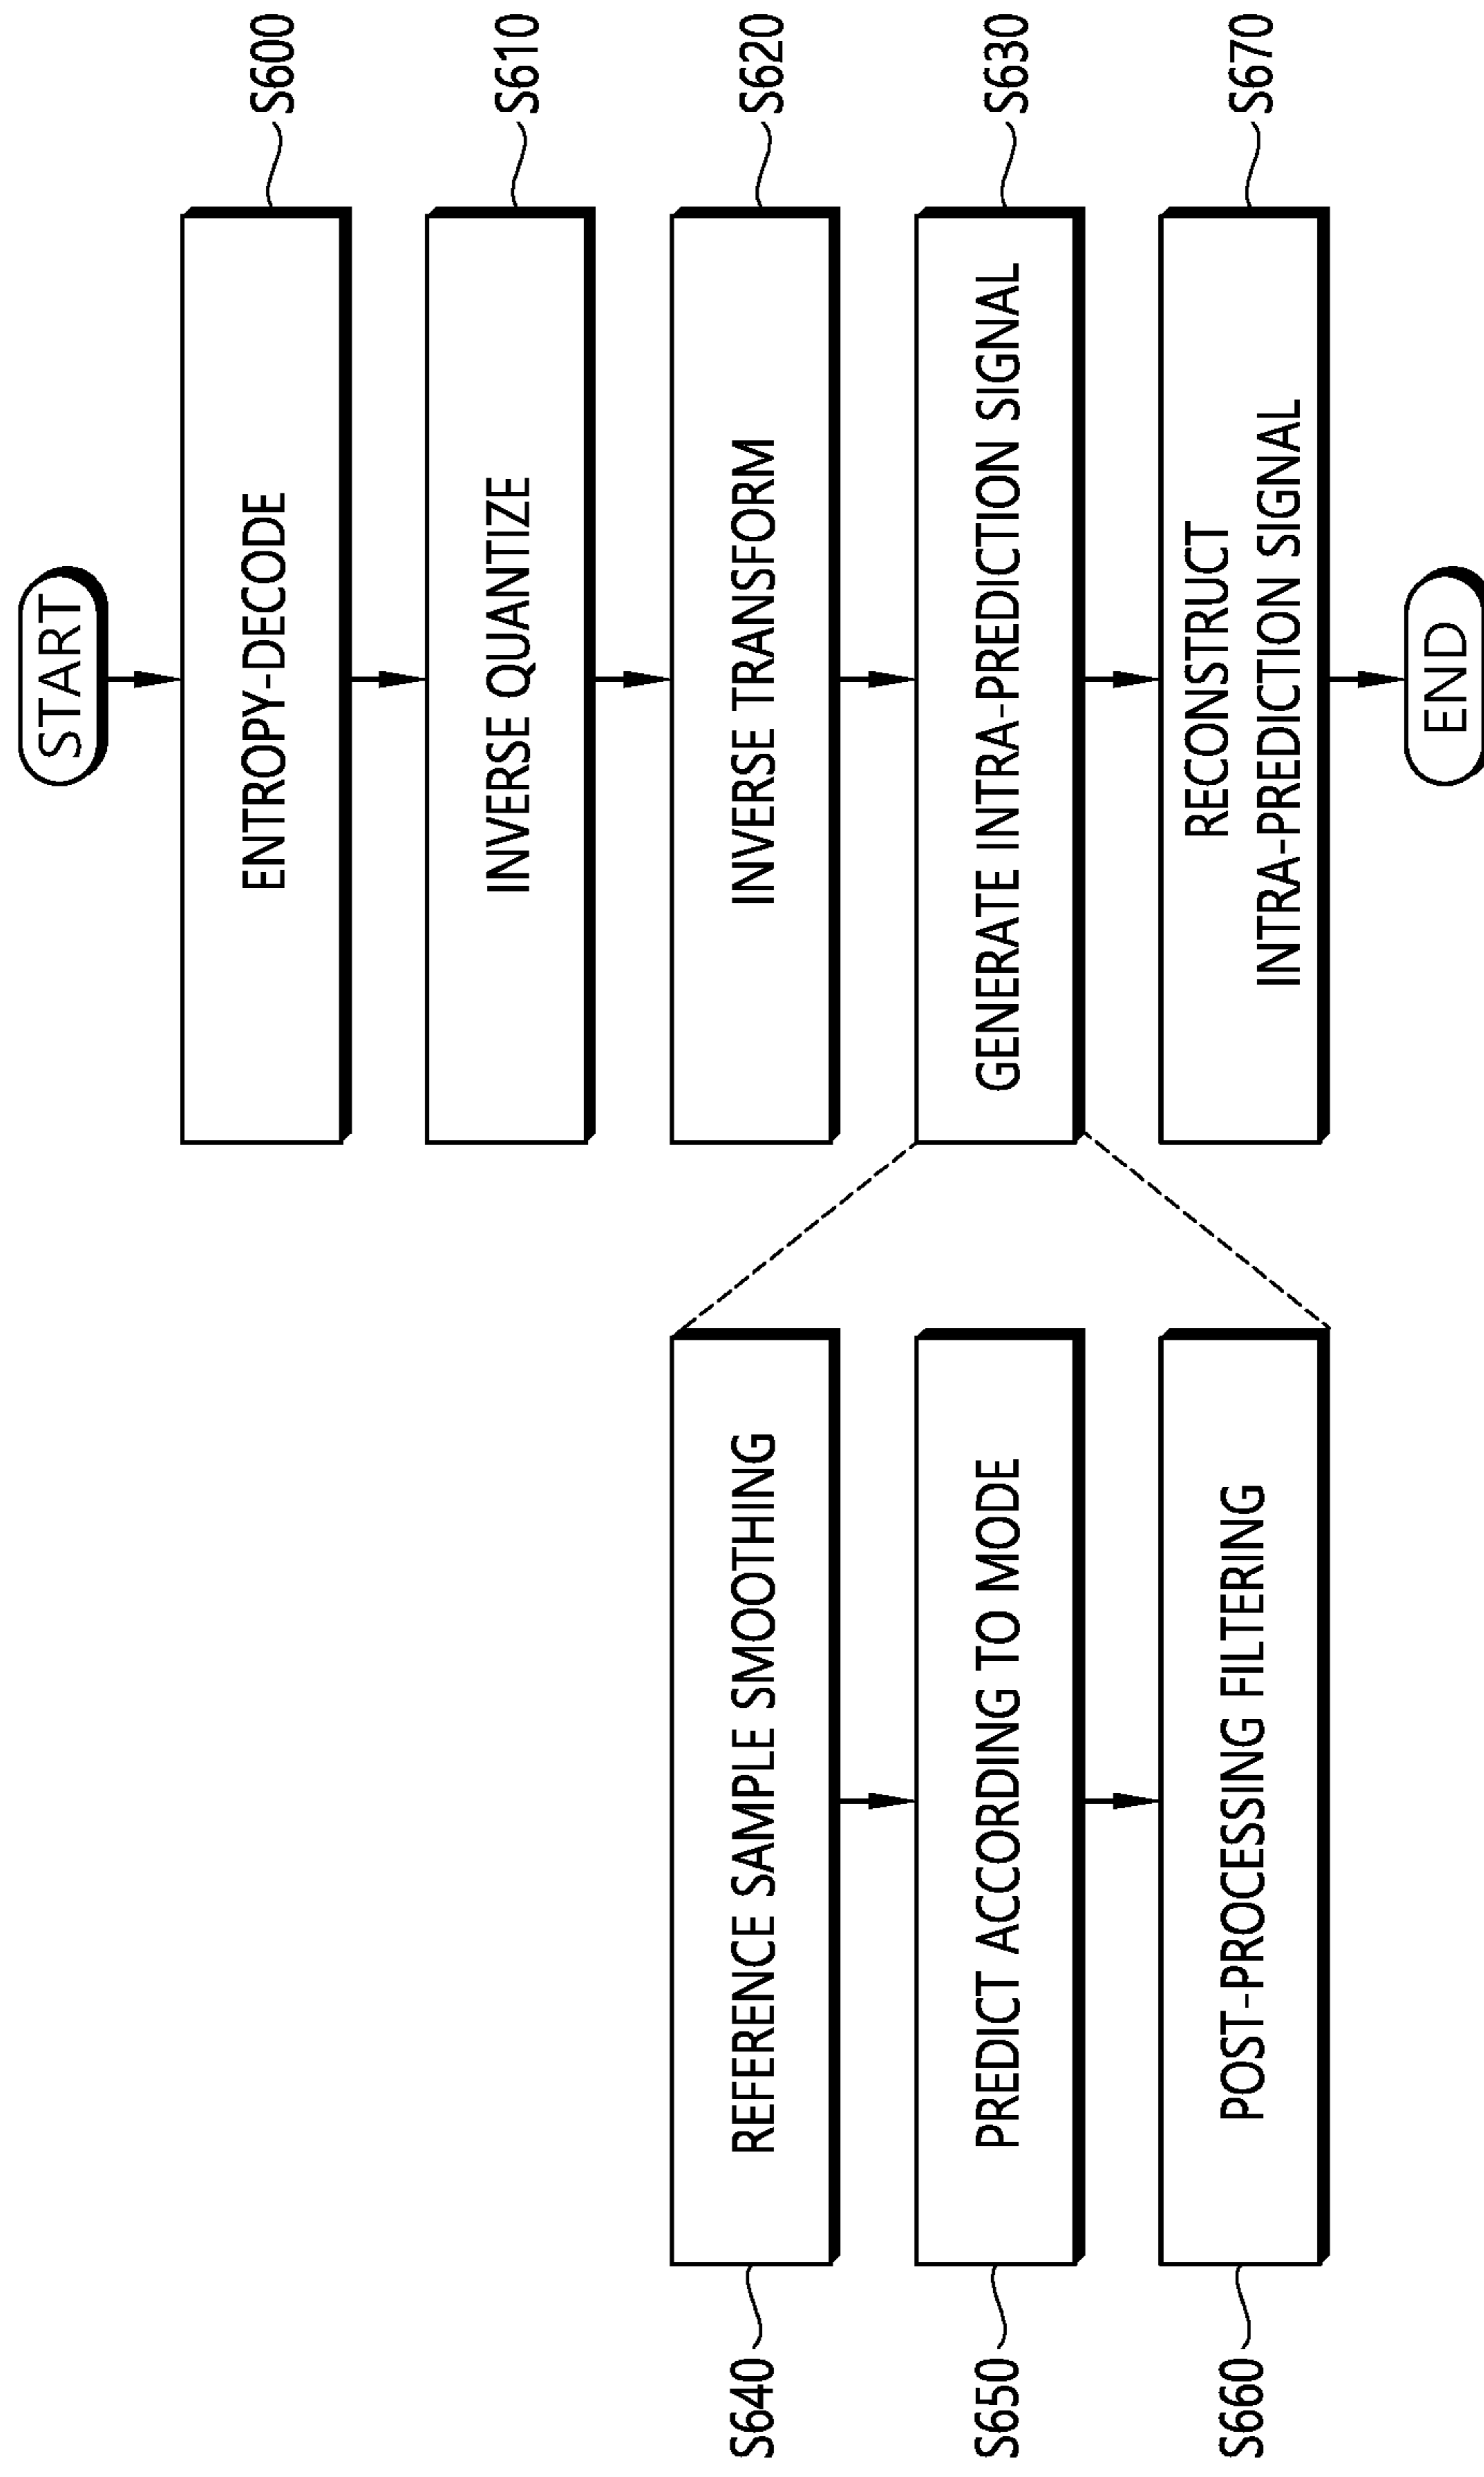 START
ENTROPY-DECODE
S600
INVERSE QUANTIZE
S610
INVERSE TRANSFORM
S620
GENERATE INTRA-PREDICTION SIGNAL
S630
S640
REFERENCE SAMPLE SMOOTHING
S650
PREDICT ACCORDING TO MODE
S660
POST-PROCESSING FILTERING
RECONSTRUCT
INTRA-PREDICTION SIGNAL
S670
END